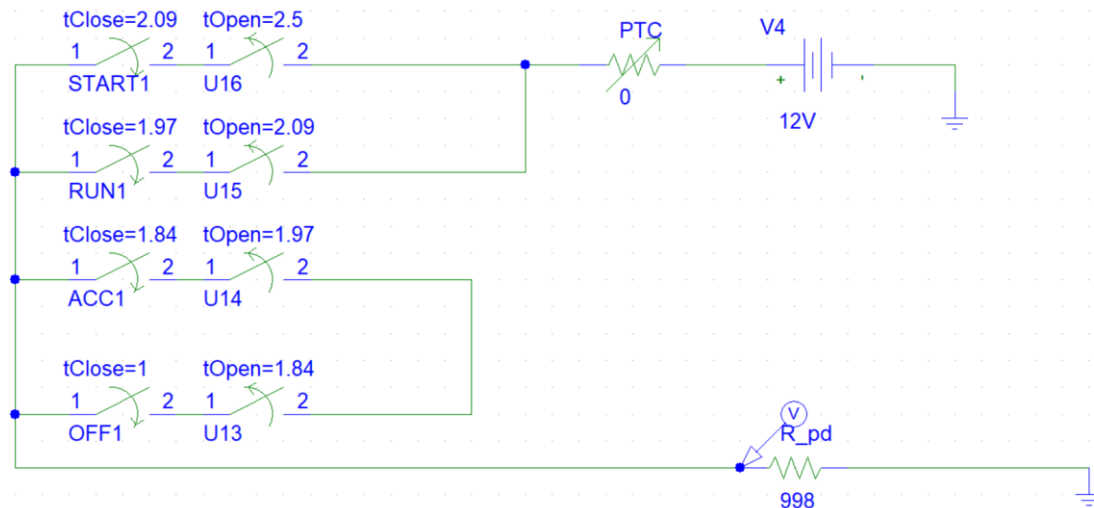 tClose=2.09 tOpen=2.5
1 2 1 2
START1 U16
PTC
0
V4
+ -
12V
tClose=1.97 tOpen=2.09
1 2 1 2
RUN1 U15
tClose=1.84 tOpen=1.97
1 2 1 2
ACC1 U14
tClose=1 tOpen=1.84
1 2 1 2
OFF1 U13
V
R_pd
998